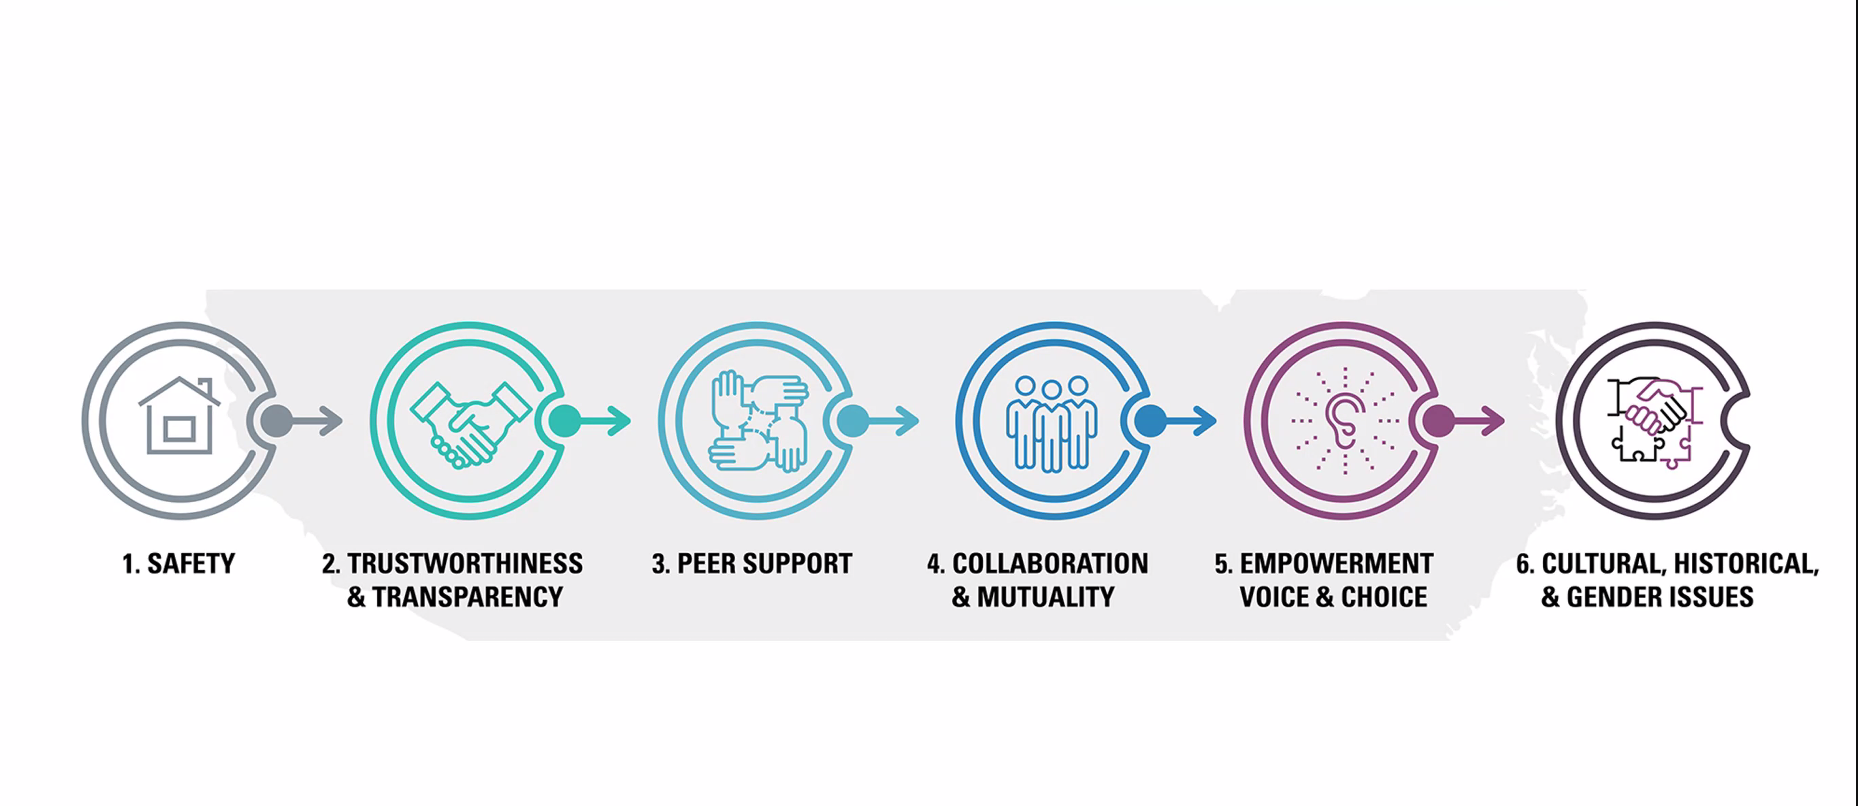 1. SAFETY
2. TRUSTWORTHINESS
& TRANSPARENCY
3. PEER SUPPORT
4. COLLABORATION
& MUTUALITY
5. EMPOWERMENT
VOICE & CHOICE
6. CULTURAL, HISTORICAL,
& GENDER ISSUES